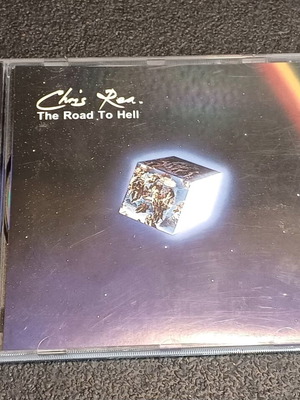 Chris Rea.
The Road To Hell